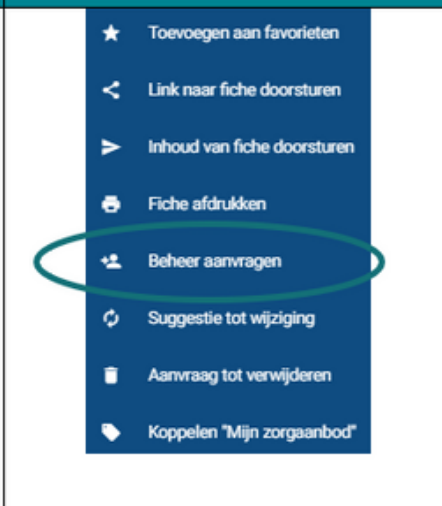 Toevoegen aan favorieten
Link naar fiche doorsturen
Inhoud van fiche doorsturen
Fiche afdrukken
Beheer aanvragen
Suggestie tot wijziging
Aanvraag tot verwijderen
Koppelen "Mijn zorgaanbod"